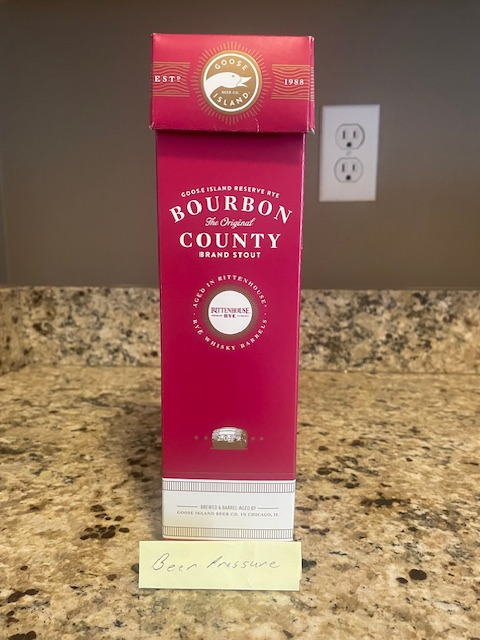 GOOSE
BEER CO.
ISLAND
ESTD 1988
GOOSE ISLAND RESERVE RYE
BOURBON
The Original
COUNTY
BRAND STOUT
AGED IN RITTENHOUSE®
RITTENHOUSE
RYE
RYE WHISKY BARRELS
BREWED & BARREL-AGED BY
GOOSE ISLAND BEER CO. IN CHICAGO, IL
Beer Pressure